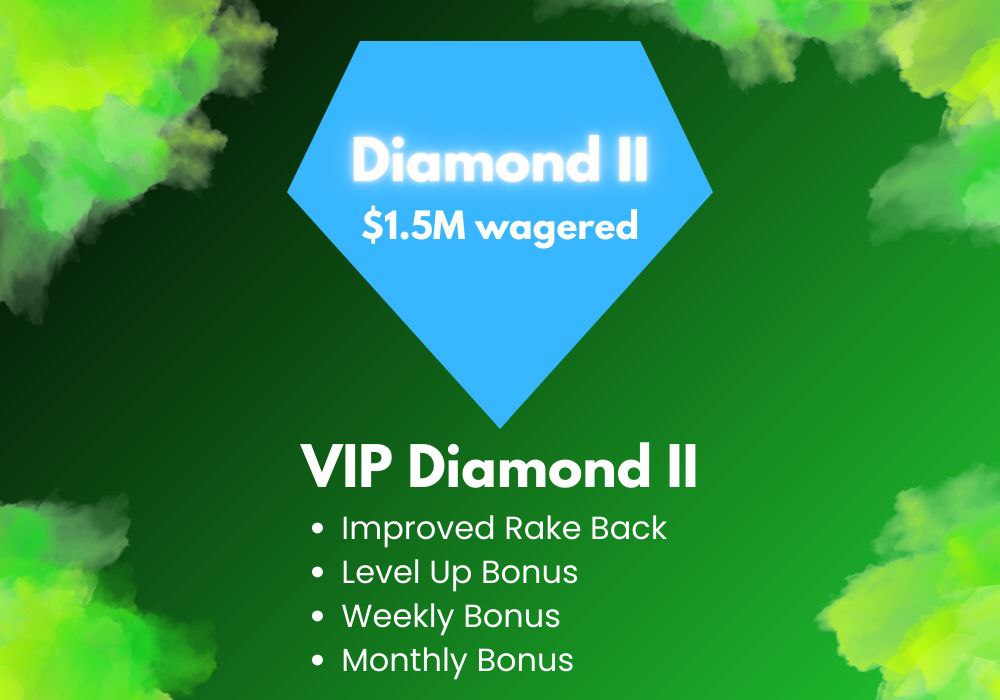 Diamond II
$1.5M wagered
VIP Diamond II
• Improved Rake Back
• Level Up Bonus
• Weekly Bonus
• Monthly Bonus